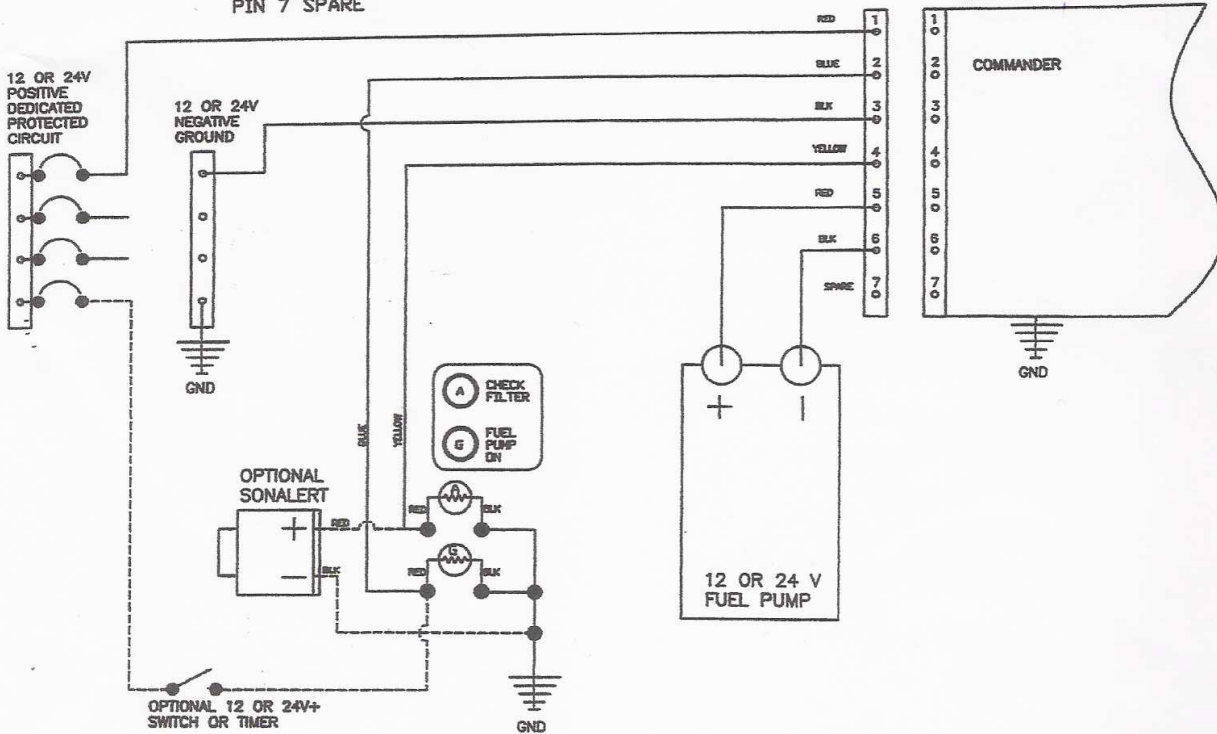 PIN 7 SPARE
12 OR 24V
POSITIVE
DEDICATED
PROTECTED
CIRCUIT
12 OR 24V
NEGATIVE
GROUND
GND
RED
BLUE
BLK
YELLOW
RED
BLK
SPARE
1
2
3
4
5
6
7
1
2
3
4
5
6
7
COMMANDER
GND
A
CHECK
FILTER
G
FUEL
PUMP
ON
BLUE
YELLOW
OPTIONAL
SONALERT
+
RED
−
BLK
RED
A
BLK
RED
G
BLK
GND
+
−
12 OR 24 V
FUEL PUMP
OPTIONAL 12 OR 24V+
SWITCH OR TIMER